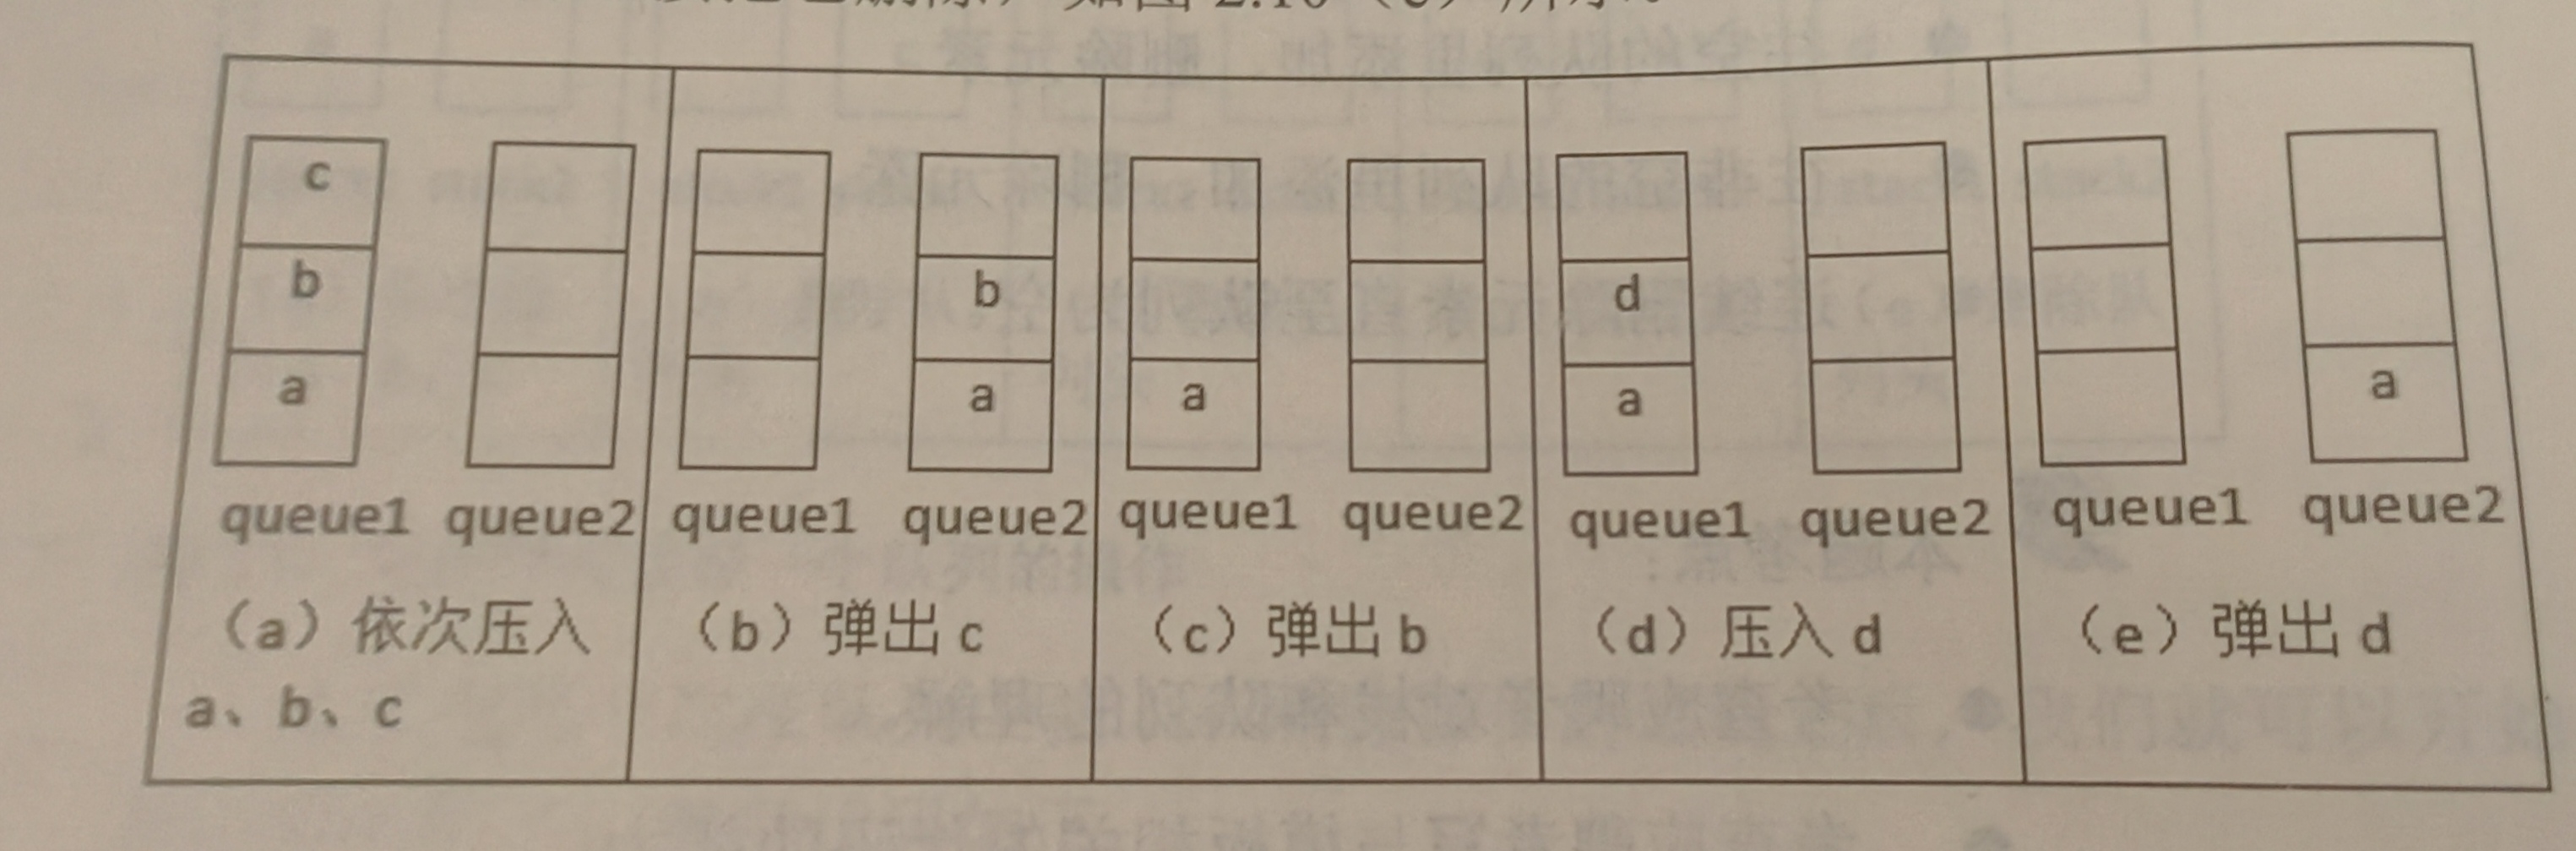 c
b
a
queue1 queue2
(a) 依次压入
a、b、c
b
a
queue1 queue2
(b) 弹出 c
a
queue1 queue2
(c) 弹出 b
d
a
queue1 queue2
(d) 压入 d
a
queue1 queue2
(e) 弹出 d